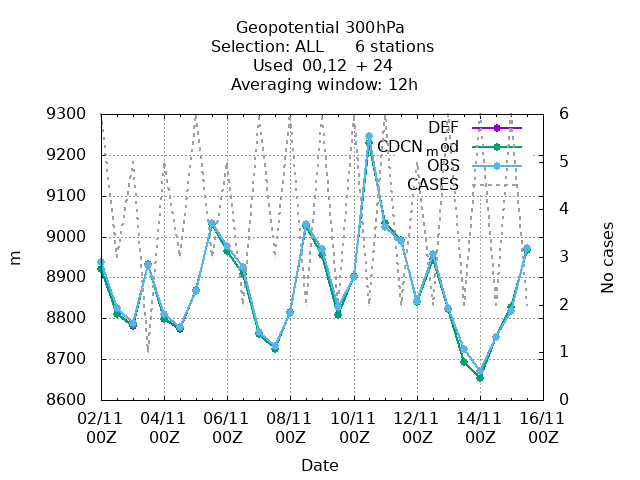 Geopotential 300hPa
Selection: ALL 6 stations
Used 00,12 + 24
Averaging window: 12h
9300
9200
9100
9000
8900
8800
8700
8600
m
6
5
4
3
2
1
0
No cases
DEF
CDCN_mod
OBS
CASES
02/11 04/11 06/11 08/11 10/11 12/11 14/11 16/11
00Z 00Z 00Z 00Z 00Z 00Z 00Z 00Z
Date